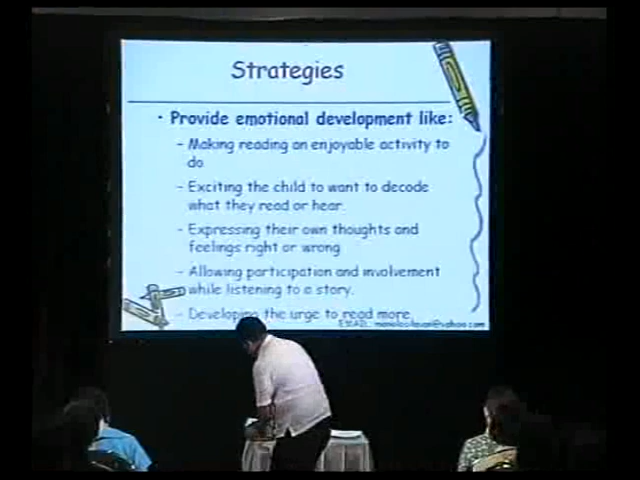 Strategies
• Provide emotional development like:
– Making reading an enjoyable activity to
do
– Exciting the child to want to decode
what they read or hear.
– Expressing their own thoughts and
feelings right or wrong
– Allowing participation and involvement
while listening to a story.
– Developing the urge to read more